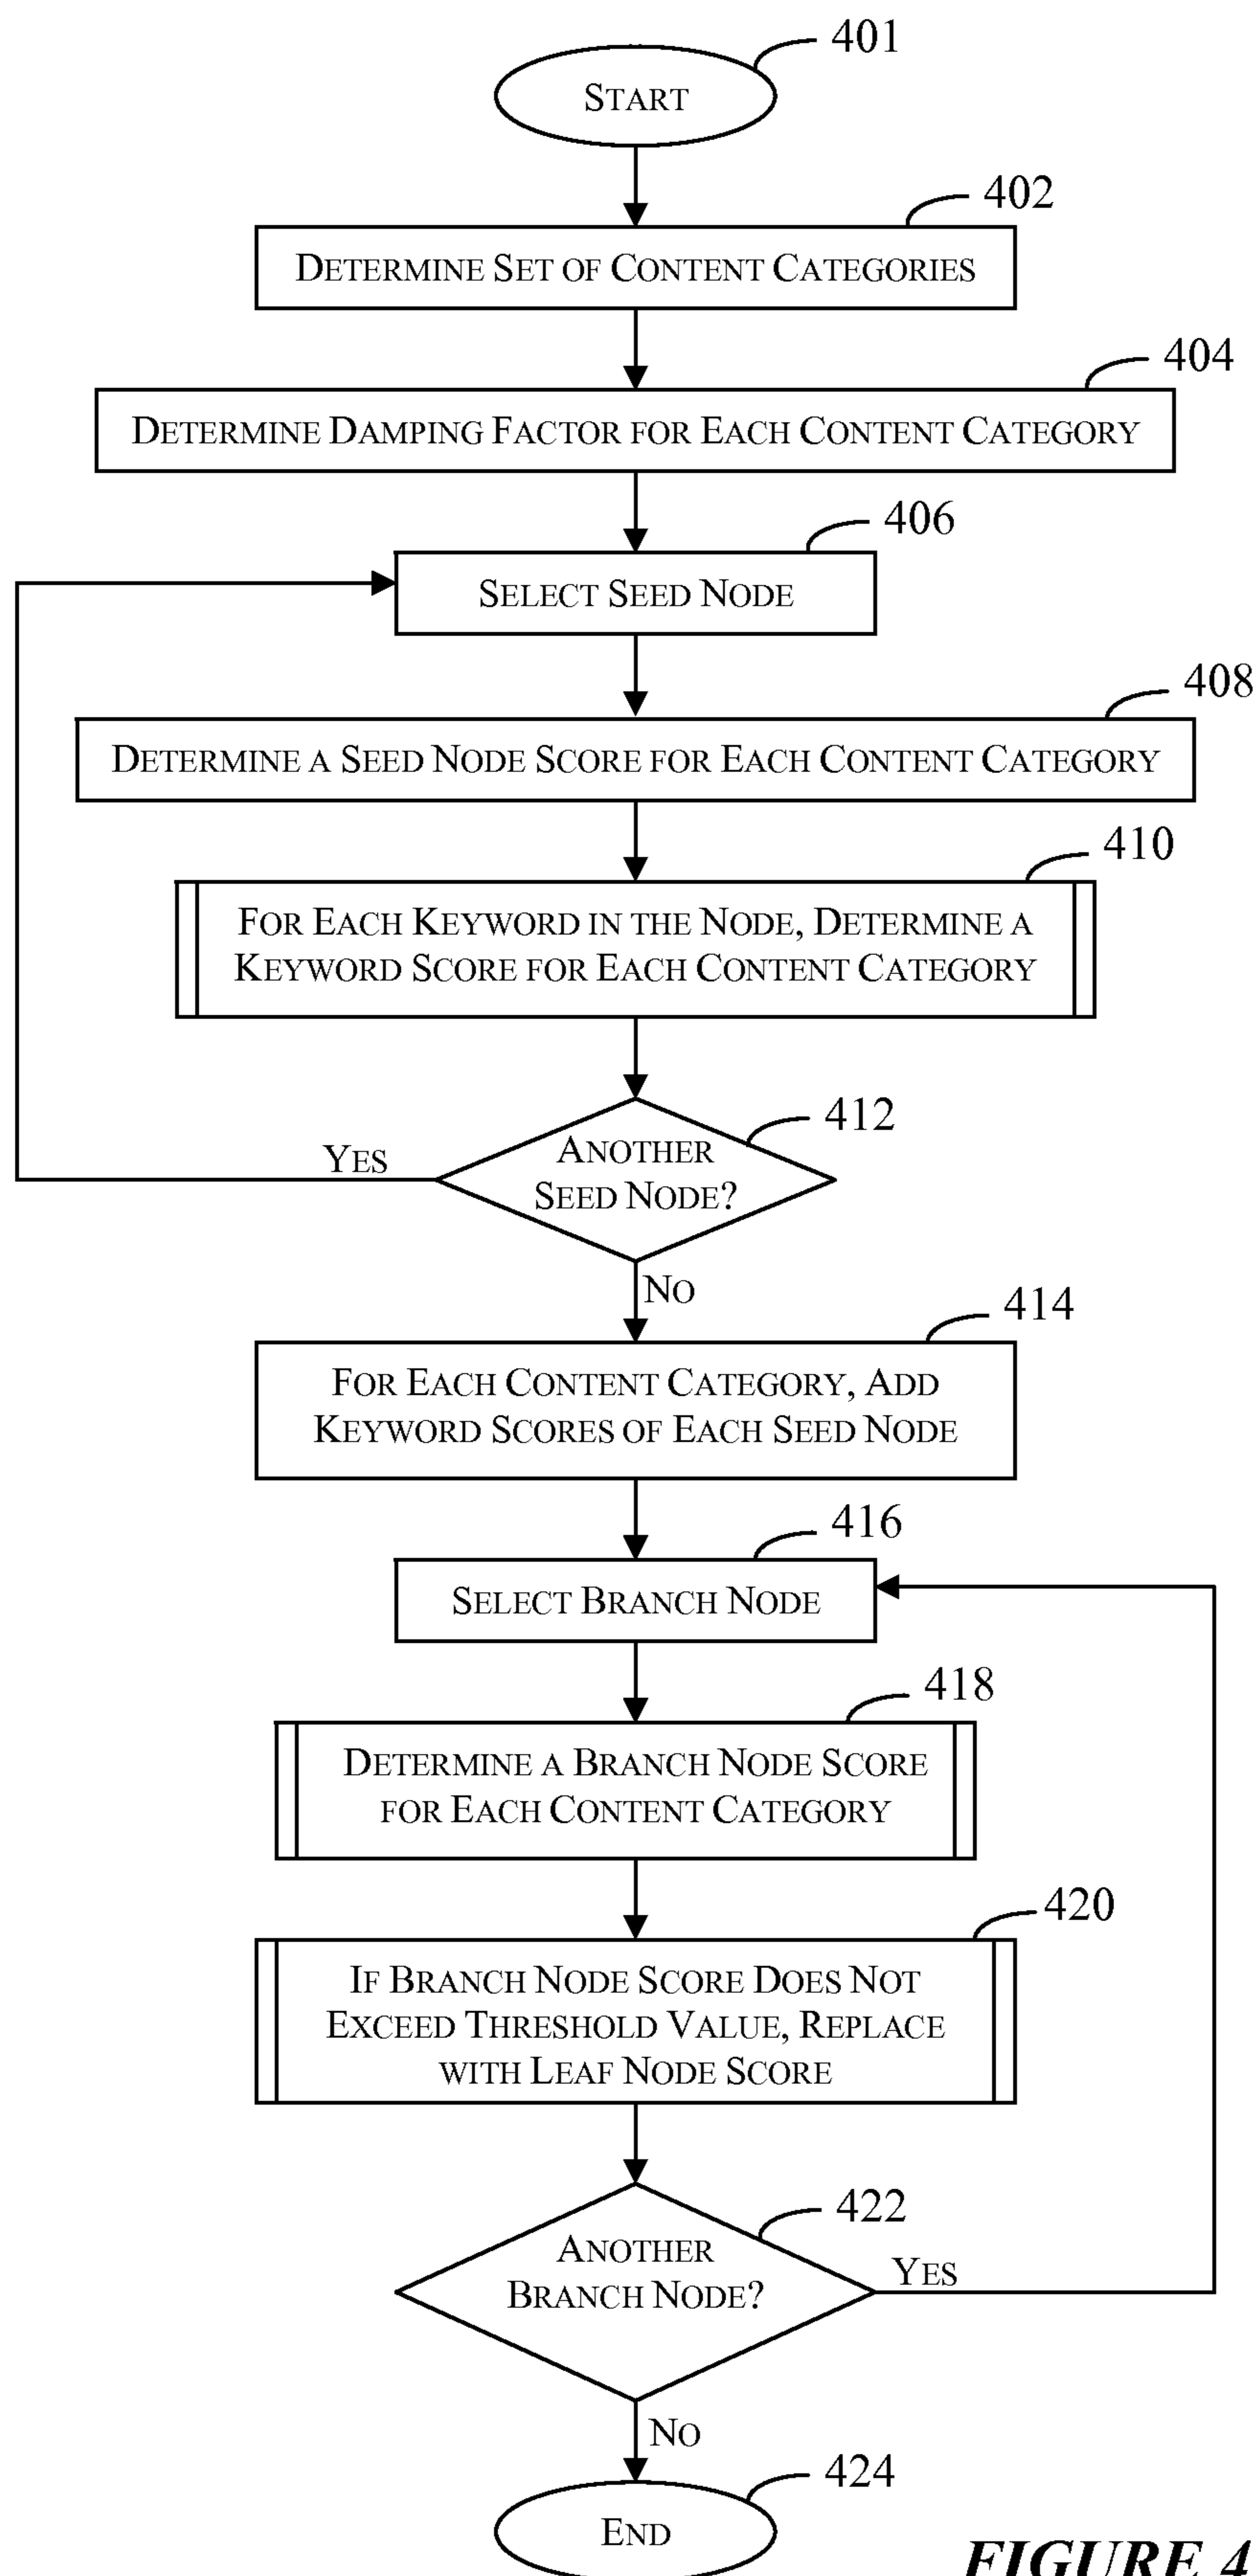 401
START
402
DETERMINE SET OF CONTENT CATEGORIES
404
DETERMINE DAMPING FACTOR FOR EACH CONTENT CATEGORY
406
SELECT SEED NODE
408
DETERMINE A SEED NODE SCORE FOR EACH CONTENT CATEGORY
410
FOR EACH KEYWORD IN THE NODE, DETERMINE A
KEYWORD SCORE FOR EACH CONTENT CATEGORY
412
ANOTHER
SEED NODE?
YES
NO
414
FOR EACH CONTENT CATEGORY, ADD
KEYWORD SCORES OF EACH SEED NODE
416
SELECT BRANCH NODE
418
DETERMINE A BRANCH NODE SCORE
FOR EACH CONTENT CATEGORY
420
IF BRANCH NODE SCORE DOES NOT
EXCEED THRESHOLD VALUE, REPLACE
WITH LEAF NODE SCORE
422
ANOTHER
BRANCH NODE?
YES
NO
424
END
FIGURE 4